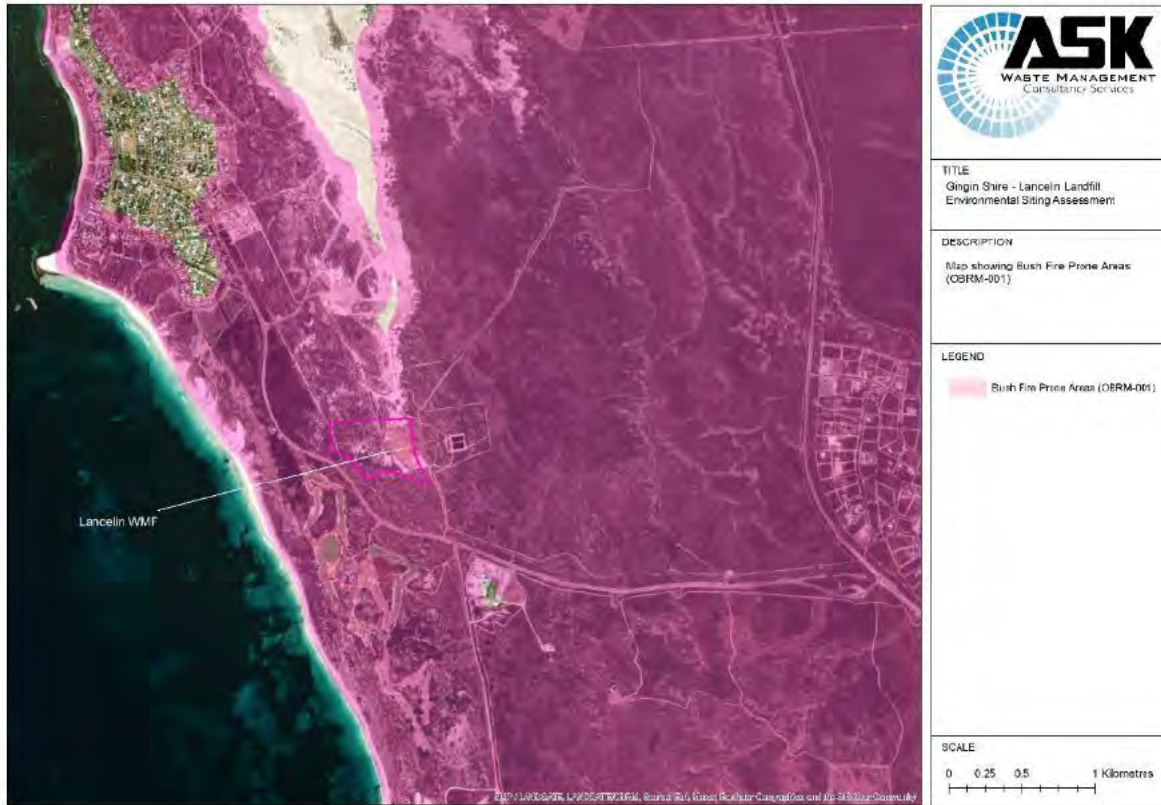 Lancelin WMF
ASK
WASTE MANAGEMENT
Consultancy Services
TITLE
Gingin Shire - Lancelin Landfill
Environmental Siting Assessment
DESCRIPTION
Map showing Bush Fire Prone Areas
(OBRM-001)
LEGEND
Bush Fire Prone Areas (OBRM-001)
SCALE
0 0.25 0.5 1 Kilometres